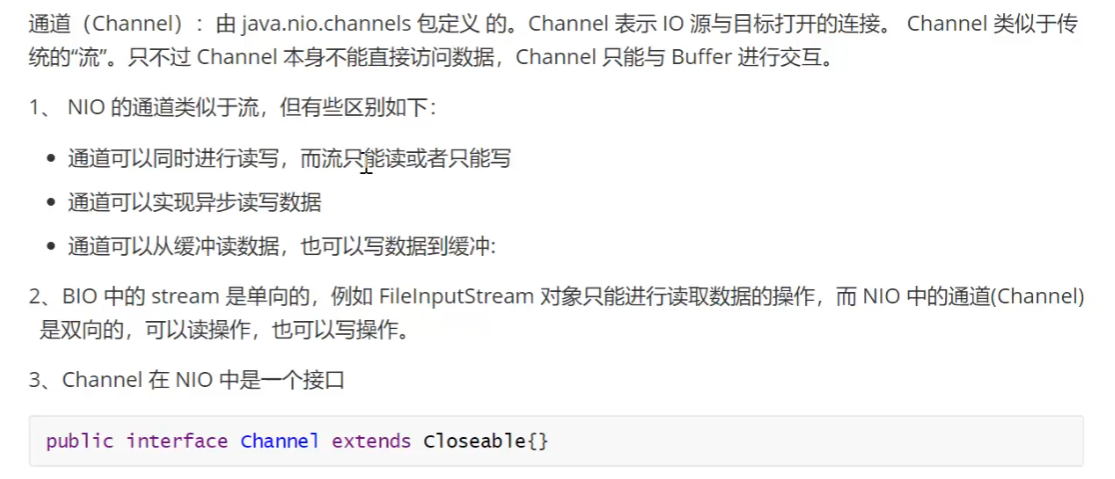 通道（Channel）：由 java.nio.channels 包定义 的。Channel 表示 IO 源与目标打开的连接。 Channel 类似于传
统的“流”。只不过 Channel 本身不能直接访问数据，Channel 只能与 Buffer 进行交互。
1、 NIO 的通道类似于流，但有些区别如下：
• 通道可以同时进行读写，而流只能读或者只能写
• 通道可以实现异步读写数据
• 通道可以从缓冲读数据，也可以写数据到缓冲:
2、BIO 中的 stream 是单向的，例如 FileInputStream 对象只能进行读取数据的操作，而 NIO 中的通道(Channel)
是双向的，可以读操作，也可以写操作。
3、Channel 在 NIO 中是一个接口
public interface Channel extends Closeable{}